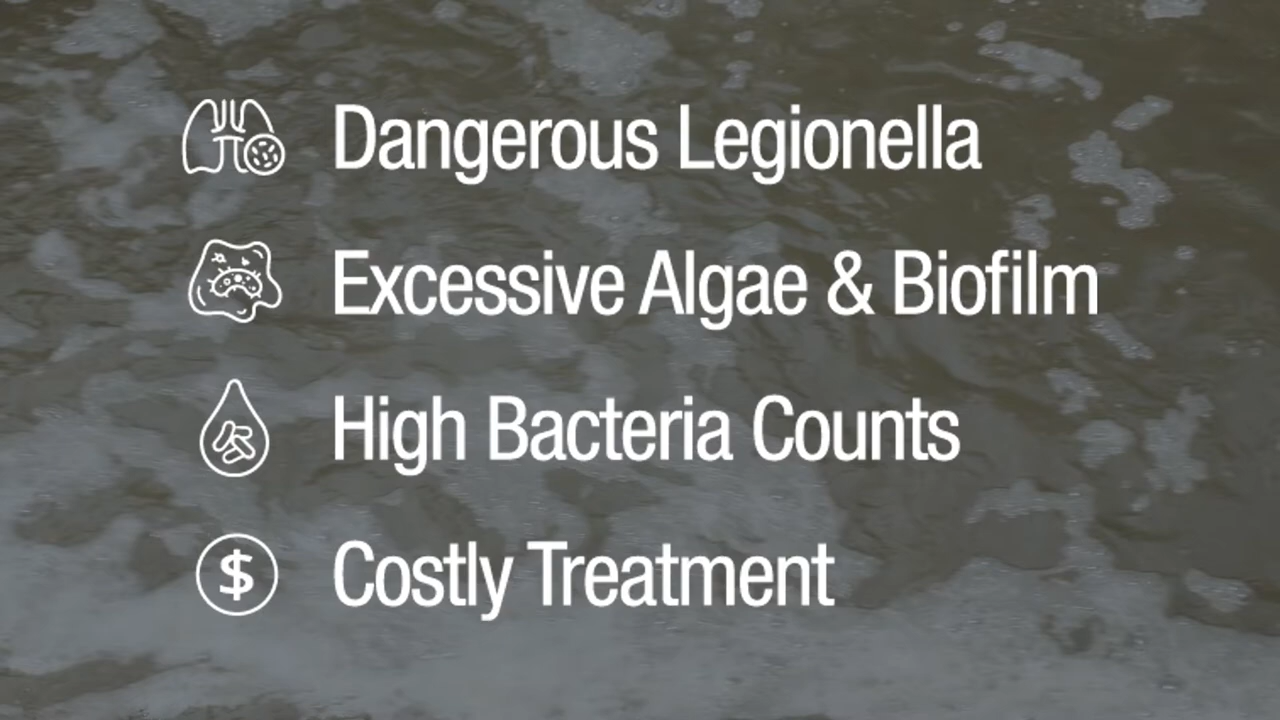 Dangerous Legionella
Excessive Algae & Biofilm
High Bacteria Counts
$ Costly Treatment